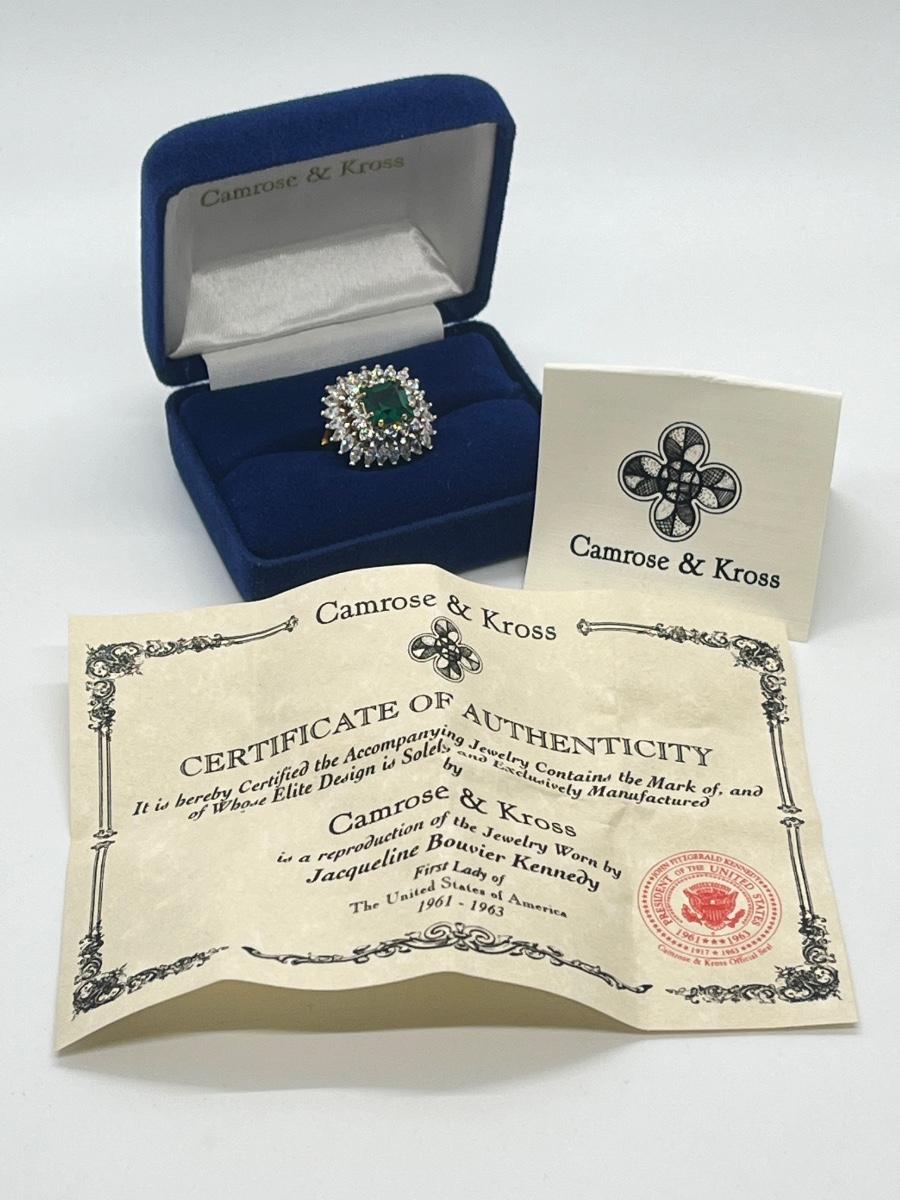 Camrose & Kross
Camrose & Kross
Camrose & Kross
CERTIFICATE OF AUTHENTICITY
It is hereby Certified the Accompanying Jewelry Contains the Mark of, and
of Whose Elite Design is Solely and Exclusively Manufactured
by
Camrose & Kross
is a reproduction of the Jewelry Worn by
Jacqueline Bouvier Kennedy
First Lady of
The United States of America
1961 - 1963
JOHN FITZGERALD KENNEDY
PRESIDENT OF THE UNITED STATES
1961 ★★★ 1963
★ 1917 ★ 1963 ★
Camrose & Kross Official Seal